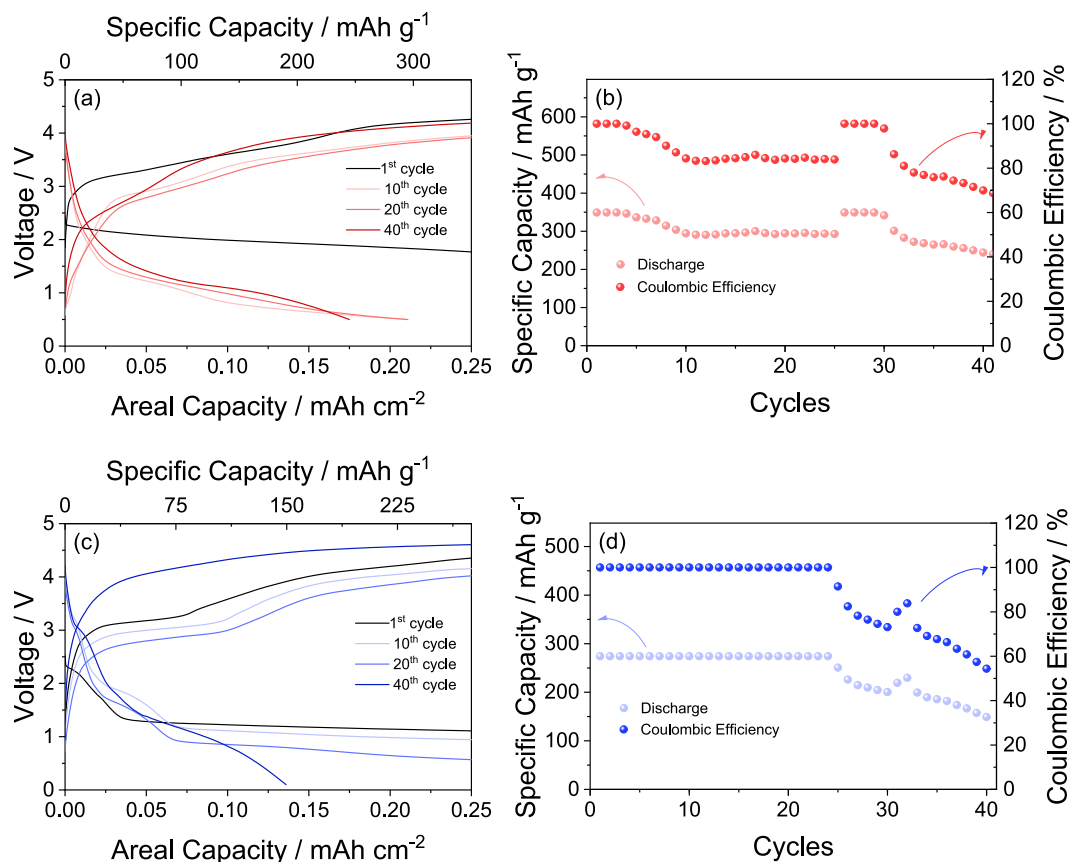 Specific Capacity / mAh g-1
0 100 200 300
(a)
Voltage / V
5
4
3
2
1
0
1st cycle
10th cycle
20th cycle
40th cycle
0.00 0.05 0.10 0.15 0.20 0.25
Areal Capacity / mAh cm-2
(b)
Specific Capacity / mAh g-1
600
500
400
300
200
100
0
Discharge
Coulombic Efficiency
120
100
80
60
40
20
0
Coulombic Efficiency / %
0 10 20 30 40
Cycles
Specific Capacity / mAh g-1
0 75 150 225
(c)
Voltage / V
5
4
3
2
1
0
1st cycle
10th cycle
20th cycle
40th cycle
0.00 0.05 0.10 0.15 0.20 0.25
Areal Capacity / mAh cm-2
(d)
Specific Capacity / mAh g-1
500
450
300
250
200
150
400
0
Discharge
Coulombic Efficiency
120
100
80
60
40
20
0
Coulombic Efficiency / %
0 10 20 30 40
Cycles